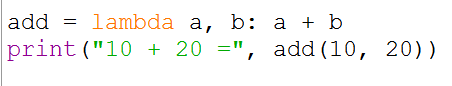 add = lambda a, b: a + b
print("10 + 20 =", add(10, 20))